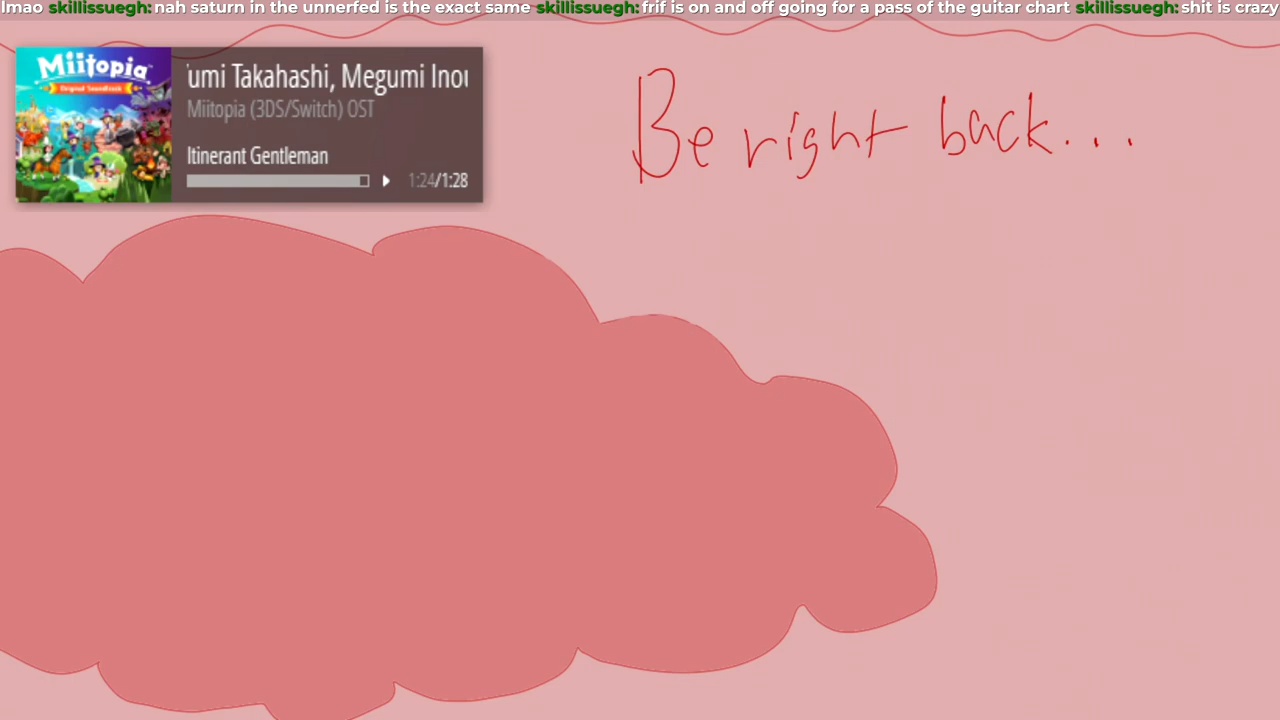 lmao skillissuegh: nah saturn in the unnerfed is the exact same skillissuegh: frif is on and off going for a pass of the guitar chart skillissuegh: shit is crazy
Miitopia
Original Soundtrack
umi Takahashi, Megumi Inou
Miitopia (3DS/Switch) OST
Itinerant Gentleman
1:24/1:28
Be right back...